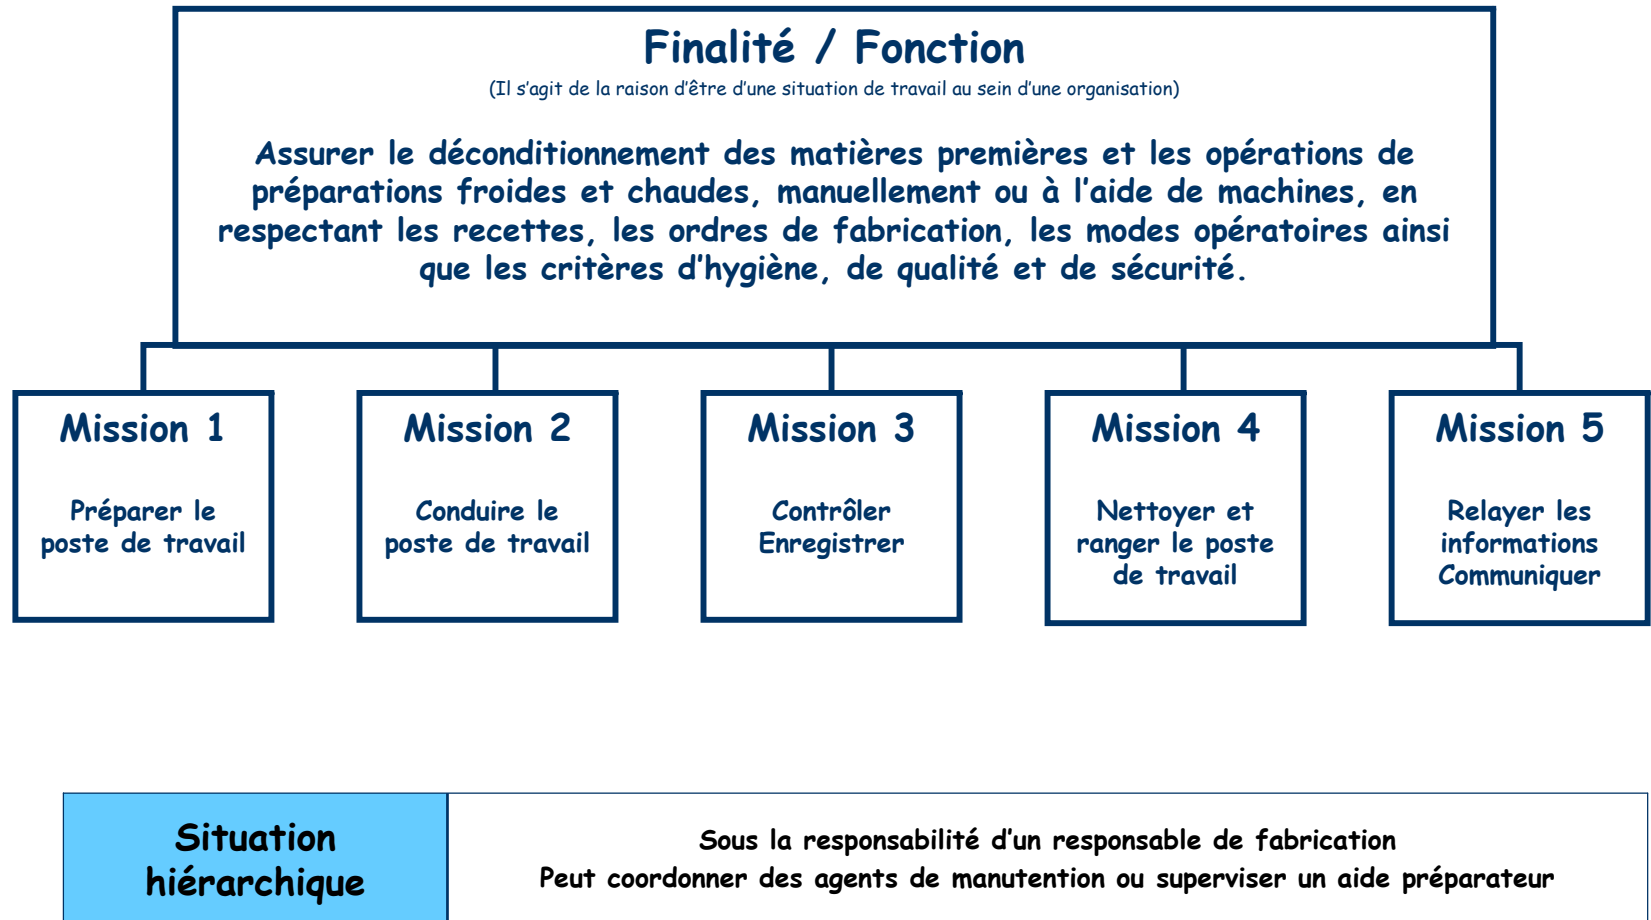 Finalité / Fonction
(Il s’agit de la raison d’être d’une situation de travail au sein d’une organisation)
Assurer le déconditionnement des matières premières et les opérations de
préparations froides et chaudes, manuellement ou à l’aide de machines, en
respectant les recettes, les ordres de fabrication, les modes opératoires ainsi
que les critères d’hygiène, de qualité et de sécurité.
Mission 1
Préparer le
poste de travail
Mission 2
Conduire le
poste de travail
Mission 3
Contrôler
Enregistrer
Mission 4
Nettoyer et
ranger le poste
de travail
Mission 5
Relayer les
informations
Communiquer
Situation
hiérarchique
Sous la responsabilité d’un responsable de fabrication
Peut coordonner des agents de manutention ou superviser un aide préparateur